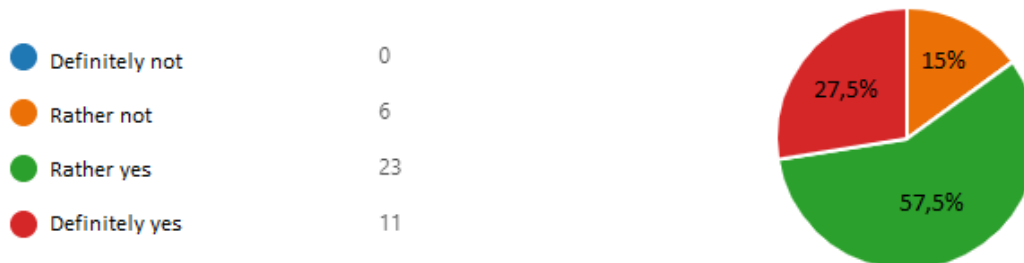 Definitely not 0
Rather not 6
Rather yes 23
Definitely yes 11
15%
27,5%
57,5%